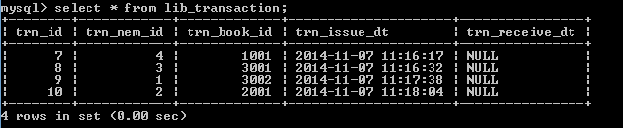 mysql> select * from lib_transaction;
+--------+------------+-------------+---------------------+----------------+
| trn_id | trn_nem_id | trn_book_id | trn_issue_dt | trn_receive_dt |
+--------+------------+-------------+---------------------+----------------+
| 7 | 4 | 1001 | 2014-11-07 11:16:17 | NULL |
| 8 | 3 | 3001 | 2014-11-07 11:16:32 | NULL |
| 9 | 1 | 3002 | 2014-11-07 11:17:38 | NULL |
| 10 | 2 | 2001 | 2014-11-07 11:18:04 | NULL |
+--------+------------+-------------+---------------------+----------------+
4 rows in set (0.00 sec)